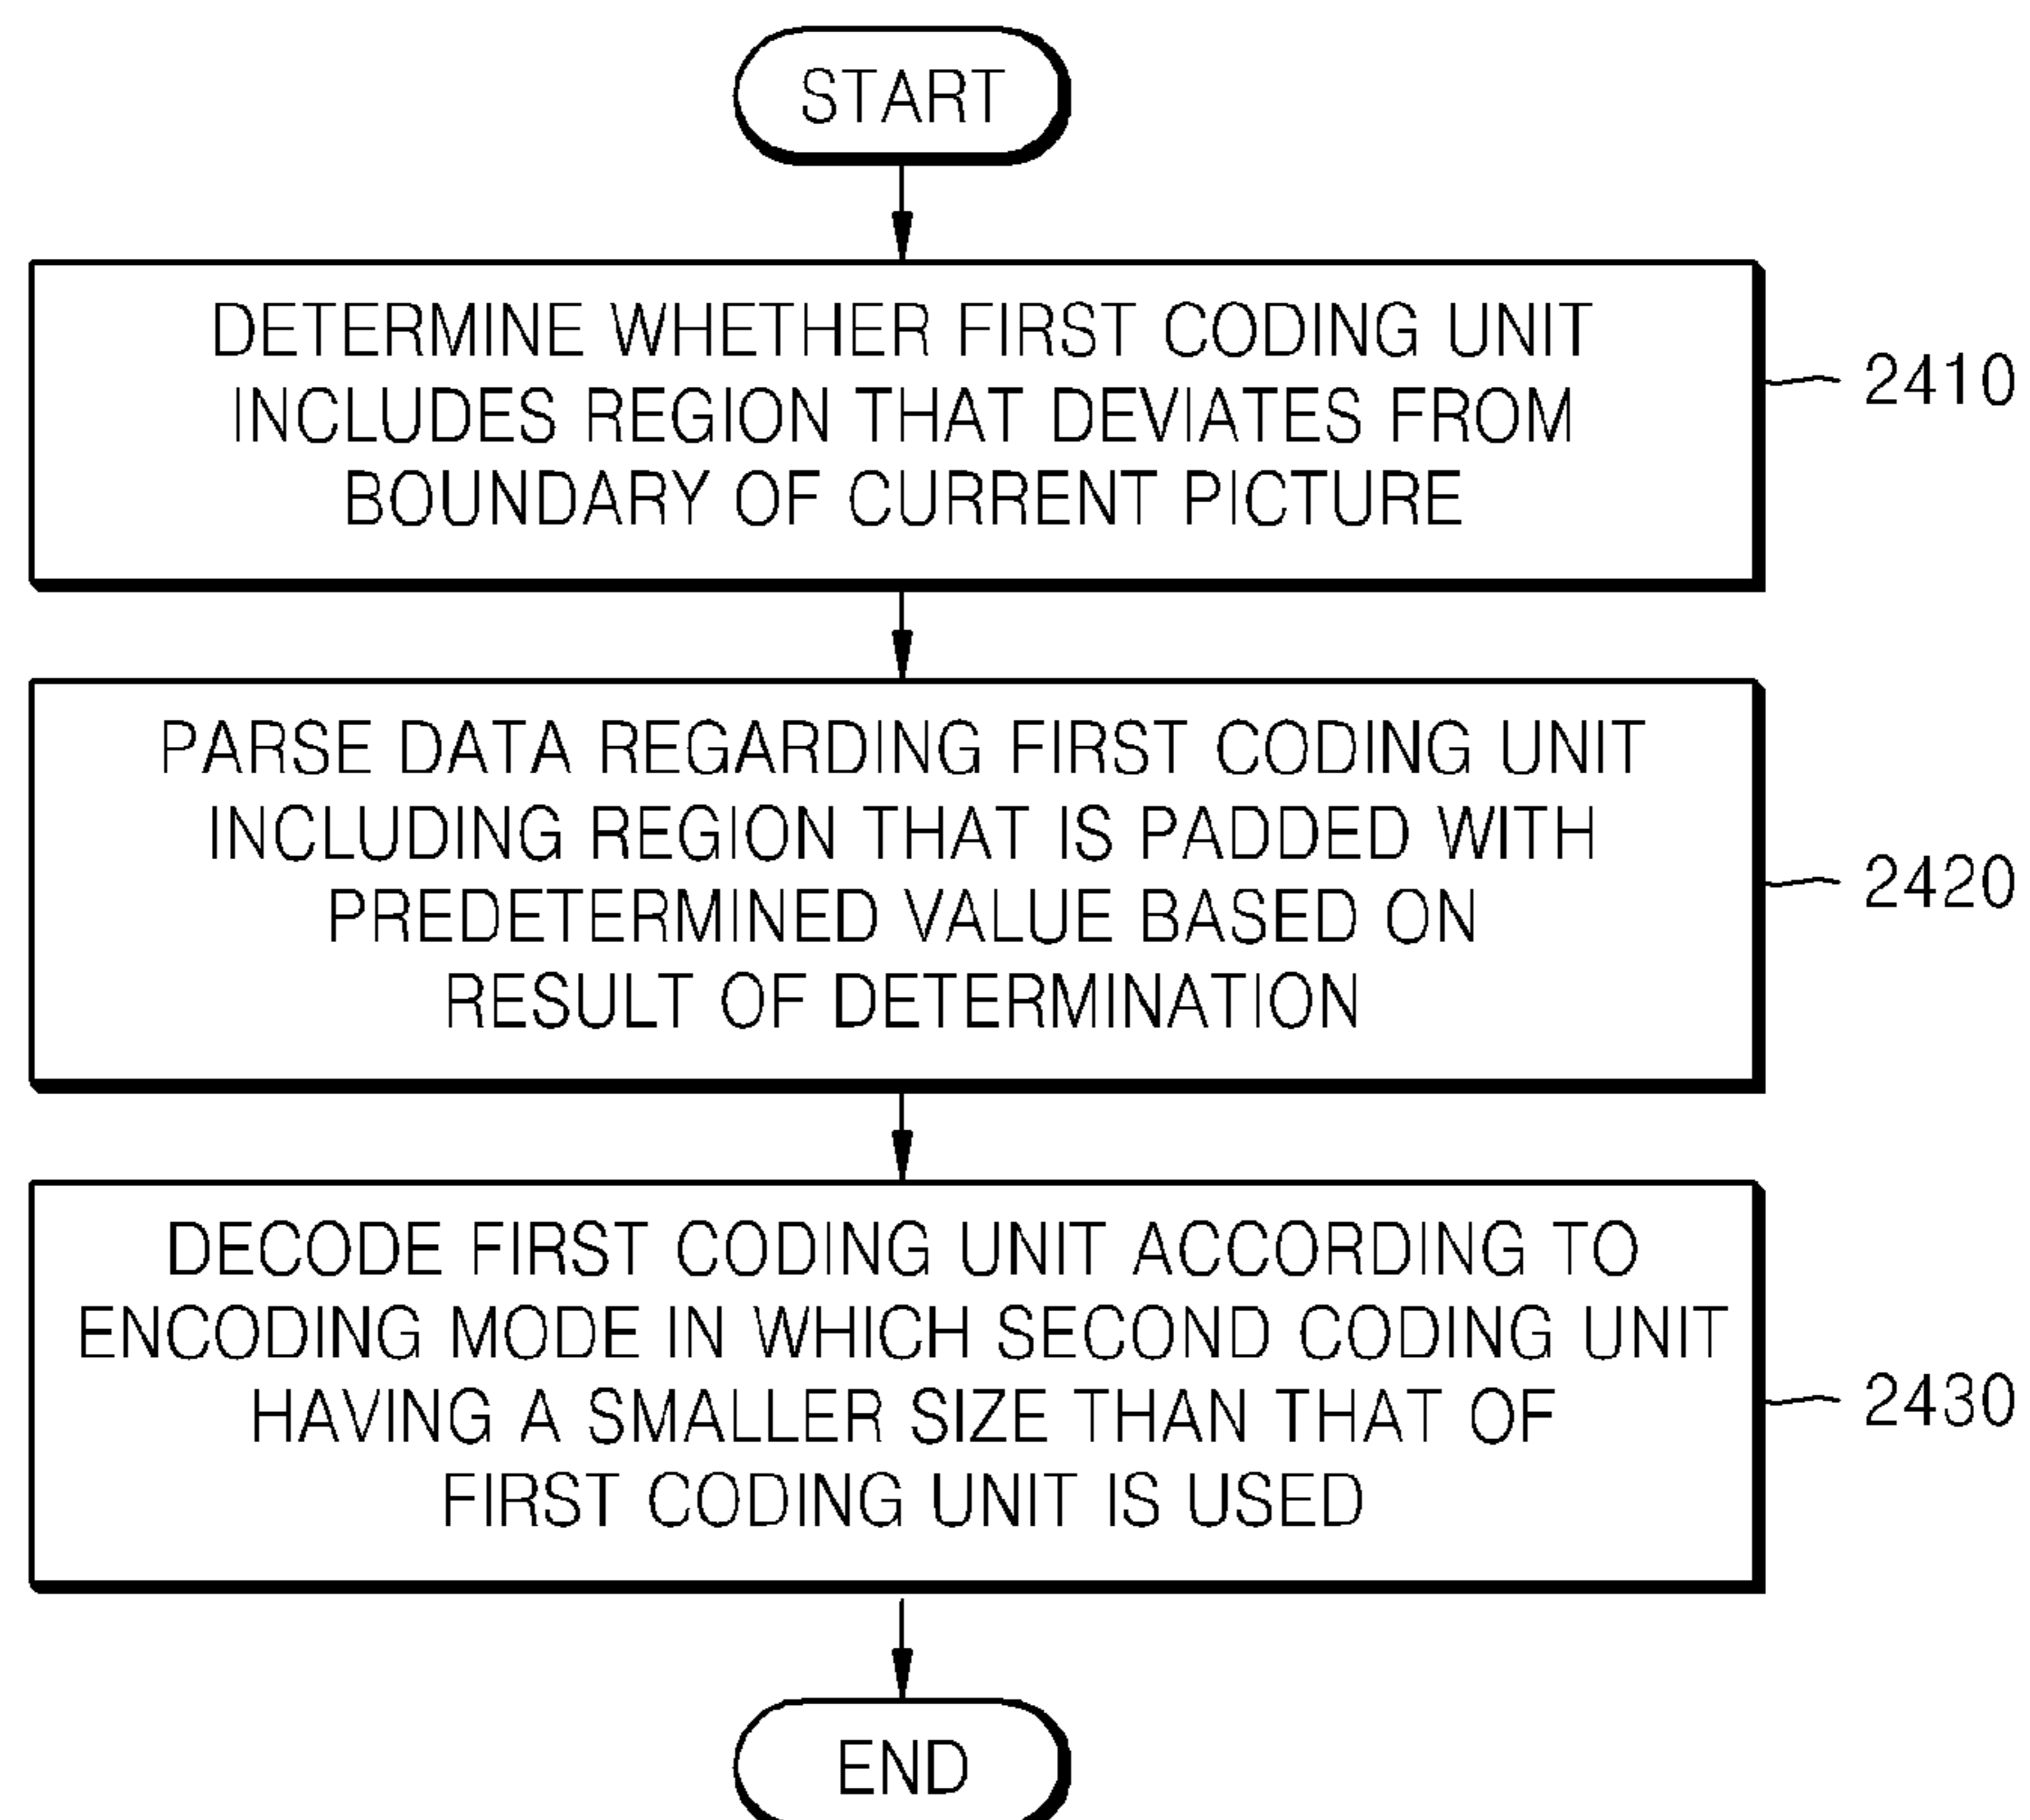 START
DETERMINE WHETHER FIRST CODING UNIT
INCLUDES REGION THAT DEVIATES FROM
BOUNDARY OF CURRENT PICTURE
2410
PARSE DATA REGARDING FIRST CODING UNIT
INCLUDING REGION THAT IS PADDED WITH
PREDETERMINED VALUE BASED ON
RESULT OF DETERMINATION
2420
DECODE FIRST CODING UNIT ACCORDING TO
ENCODING MODE IN WHICH SECOND CODING UNIT
HAVING A SMALLER SIZE THAN THAT OF
FIRST CODING UNIT IS USED
2430
END